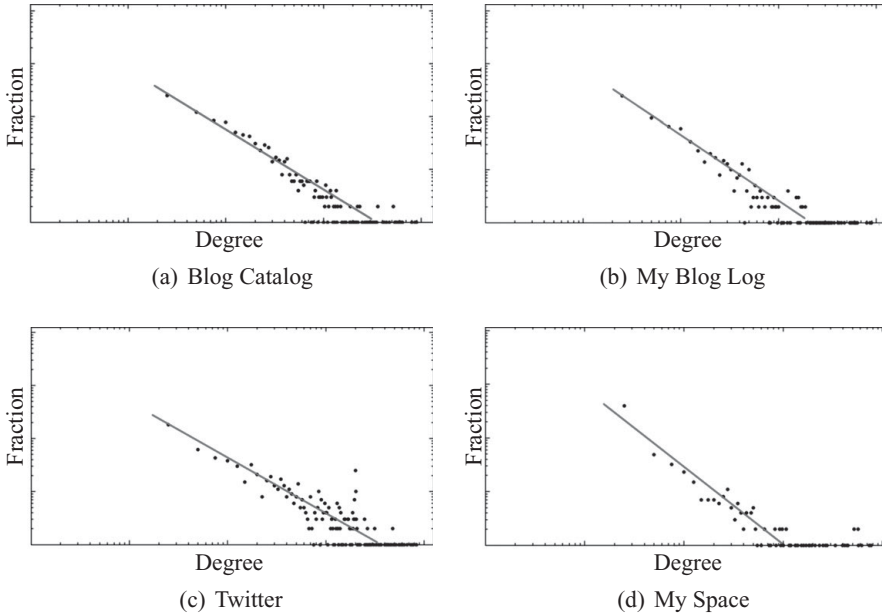 Fraction
Degree
(a) Blog Catalog
Fraction
Degree
(b) My Blog Log
Fraction
Degree
(c) Twitter
Fraction
Degree
(d) My Space